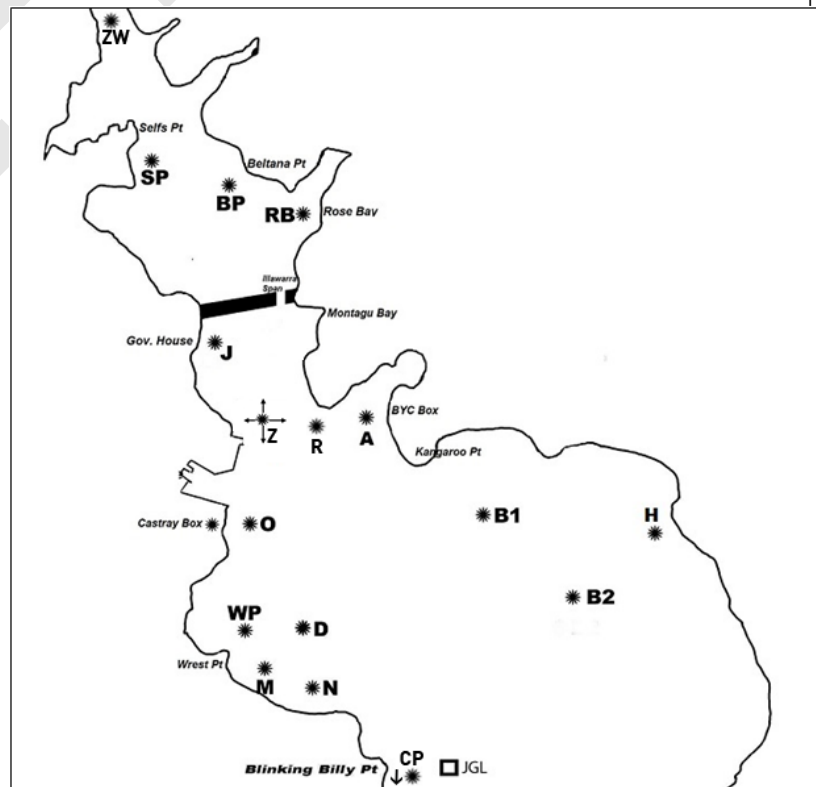 ZW
Selfs Pt
SP
Beltana Pt
BP
RB
Rose Bay
Illawarra
Span
Montagu Bay
Gov. House
J
BYC Box
Z
R
A
Kangaroo Pt
Castray Box
O
B1
H
B2
WP
D
Wrest Pt
M
N
CP
Blinking Billy Pt
JGL